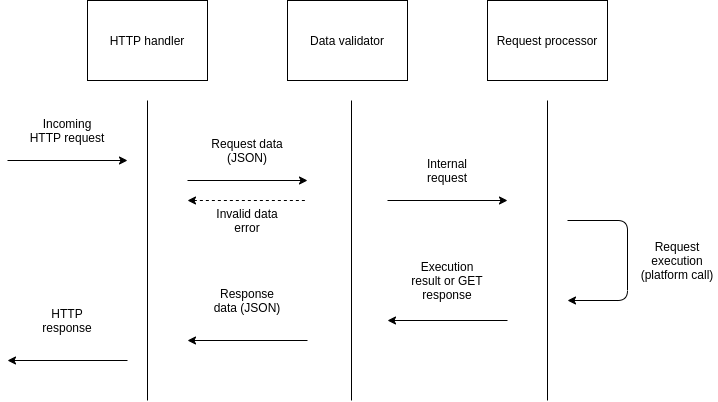 HTTP handler
Data validator
Request processor
Incoming
HTTP request
Request data
(JSON)
Internal
request
Invalid data
error
Request
execution
(platform call)
Execution
result or GET
response
Response
data (JSON)
HTTP
response